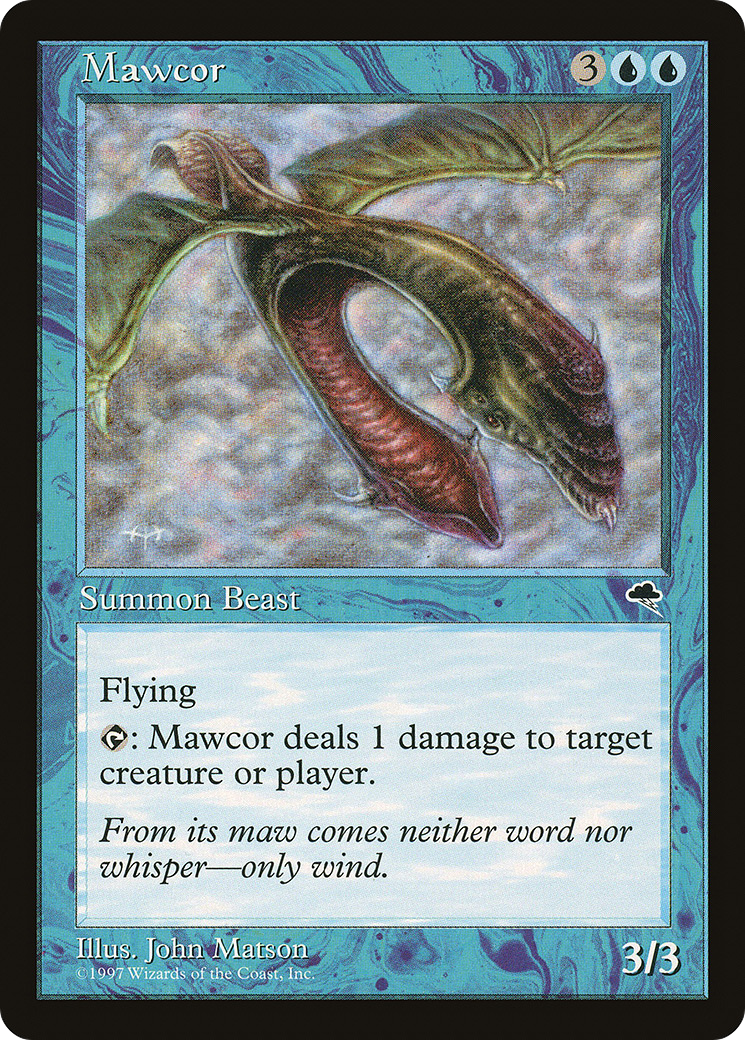 Mawcor
3
Summon Beast
Flying
: Mawcor deals 1 damage to target
creature or player.
From its maw comes neither word nor
whisper—only wind.
Illus. John Matson
©1997 Wizards of the Coast, Inc.
3/3